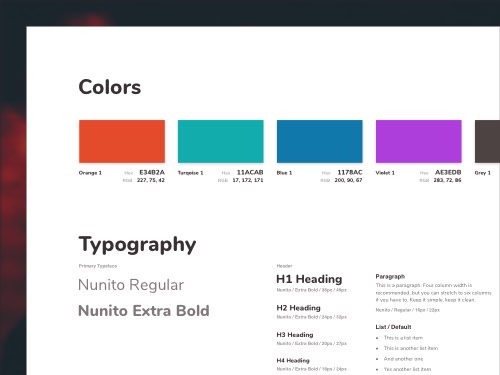 Colors
Orange 1 Hex E34B2A
RGB 227, 75, 42
Turqoise 1 Hex 11ACAB
RGB 17, 172, 171
Blue 1 Hex 1178AC
RGB 200, 90, 67
Violet 1 Hex AE3EDB
RGB 283, 72, 86
Grey 1
Typography
Primary Typeface
Nunito Regular
Nunito Extra Bold
Header
H1 Heading
Nunito / Extra Bold / 36px / 49px
H2 Heading
Nunito / Extra Bold / 24px / 32px
H3 Heading
Nunito / Extra Bold / 20px / 27px
H4 Heading
Nunito / Extra Bold / 18px / 24px
Paragraph
This is a paragraph. Four column width is
recommended, but you can stretch to six columns
if you have to. Keep it simple, keep it clean.
Nunito / Regular / 16px / 22px
List / Default
This is a list item
This is another list item
And another one
Yes another list item